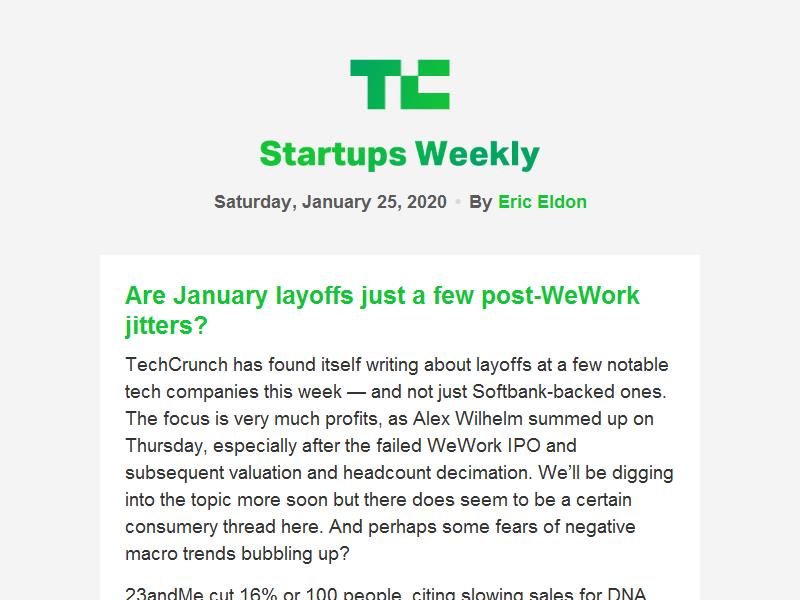 TC
Startups Weekly
Saturday, January 25, 2020 • By Eric Eldon
Are January layoffs just a few post-WeWork
jitters?
TechCrunch has found itself writing about layoffs at a few notable
tech companies this week — and not just Softbank-backed ones.
The focus is very much profits, as Alex Wilhelm summed up on
Thursday, especially after the failed WeWork IPO and
subsequent valuation and headcount decimation. We’ll be digging
into the topic more soon but there does seem to be a certain
consumery thread here. And perhaps some fears of negative
macro trends bubbling up?
23andMe cut 16% or 100 people, citing slowing sales for DNA